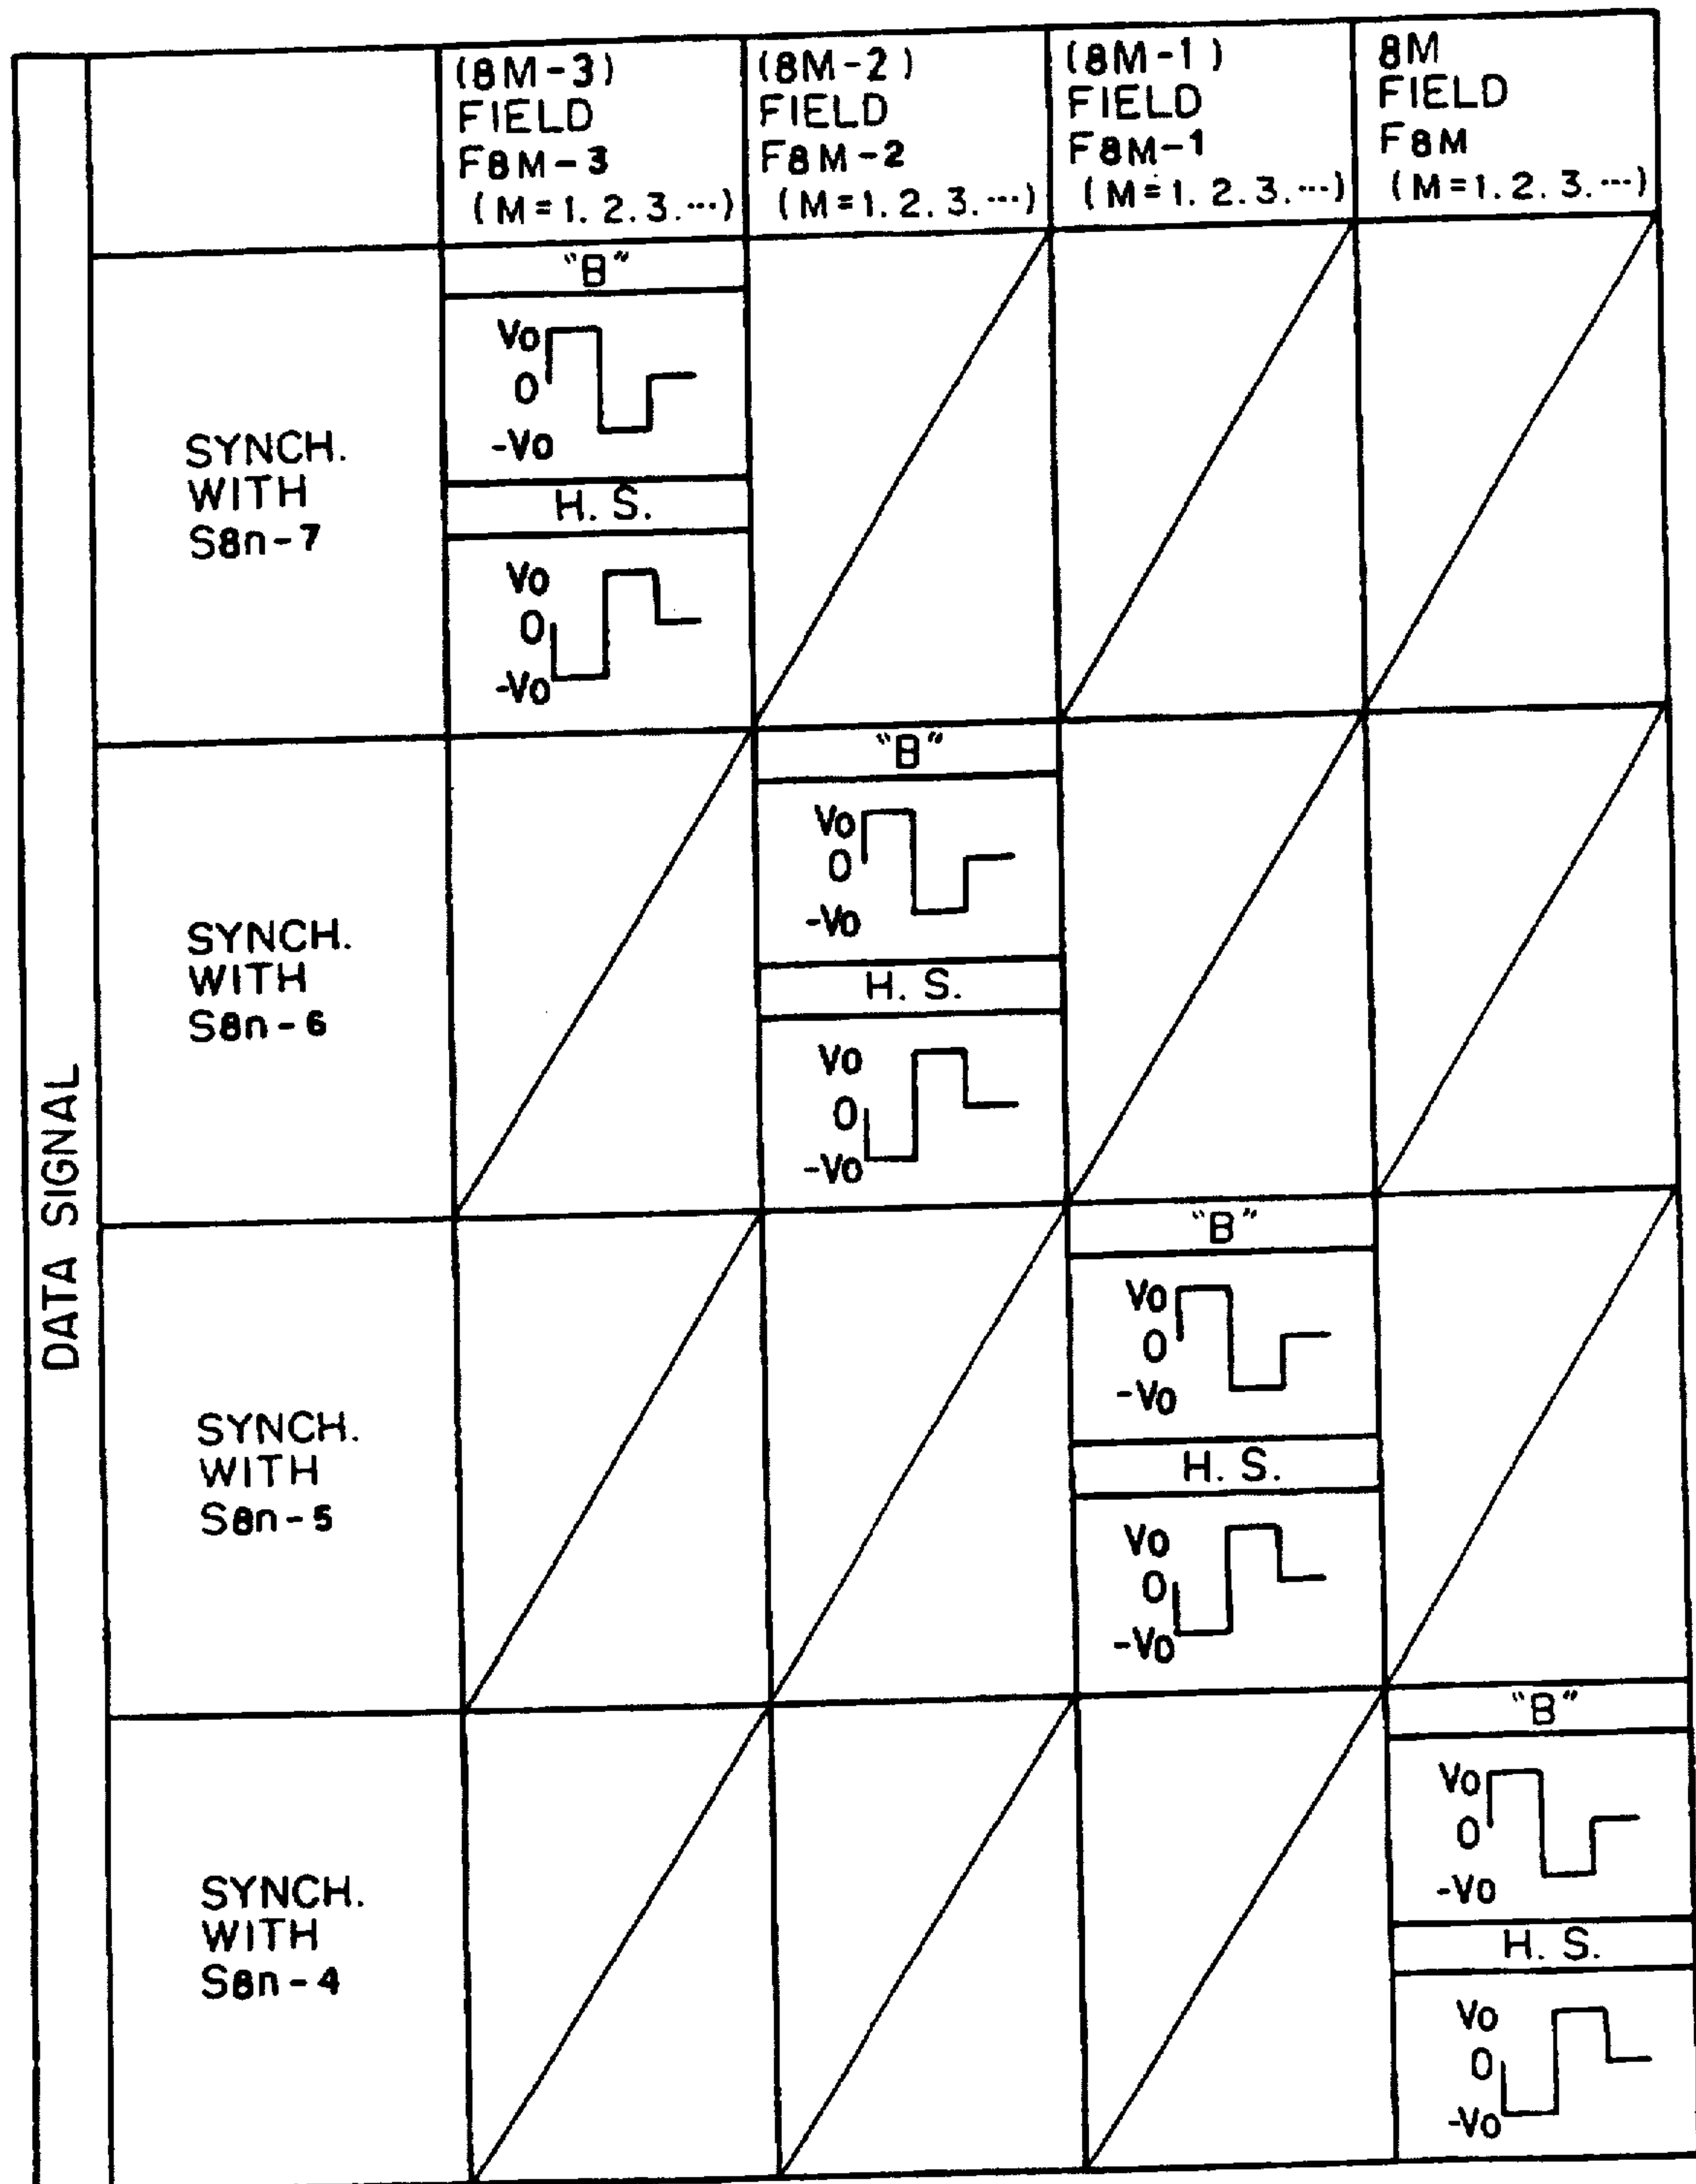 (8M-3)
FIELD
F8M-3
(M=1.2.3.…)
(8M-2)
FIELD
F8M-2
(M=1.2.3.…)
(8M-1)
FIELD
F8M-1
(M=1.2.3.…)
8M
FIELD
F8M
(M=1.2.3.…)
DATA SIGNAL
SYNCH.
WITH
S8n-7
"B"
Vo
0
-Vo
H. S.
Vo
0
-Vo
SYNCH.
WITH
S8n-6
"B"
Vo
0
-Vo
H. S.
Vo
0
-Vo
SYNCH.
WITH
S8n-5
"B"
Vo
0
-Vo
H. S.
Vo
0
-Vo
SYNCH.
WITH
S8n-4
"B"
Vo
0
-Vo
H. S.
Vo
0
-Vo